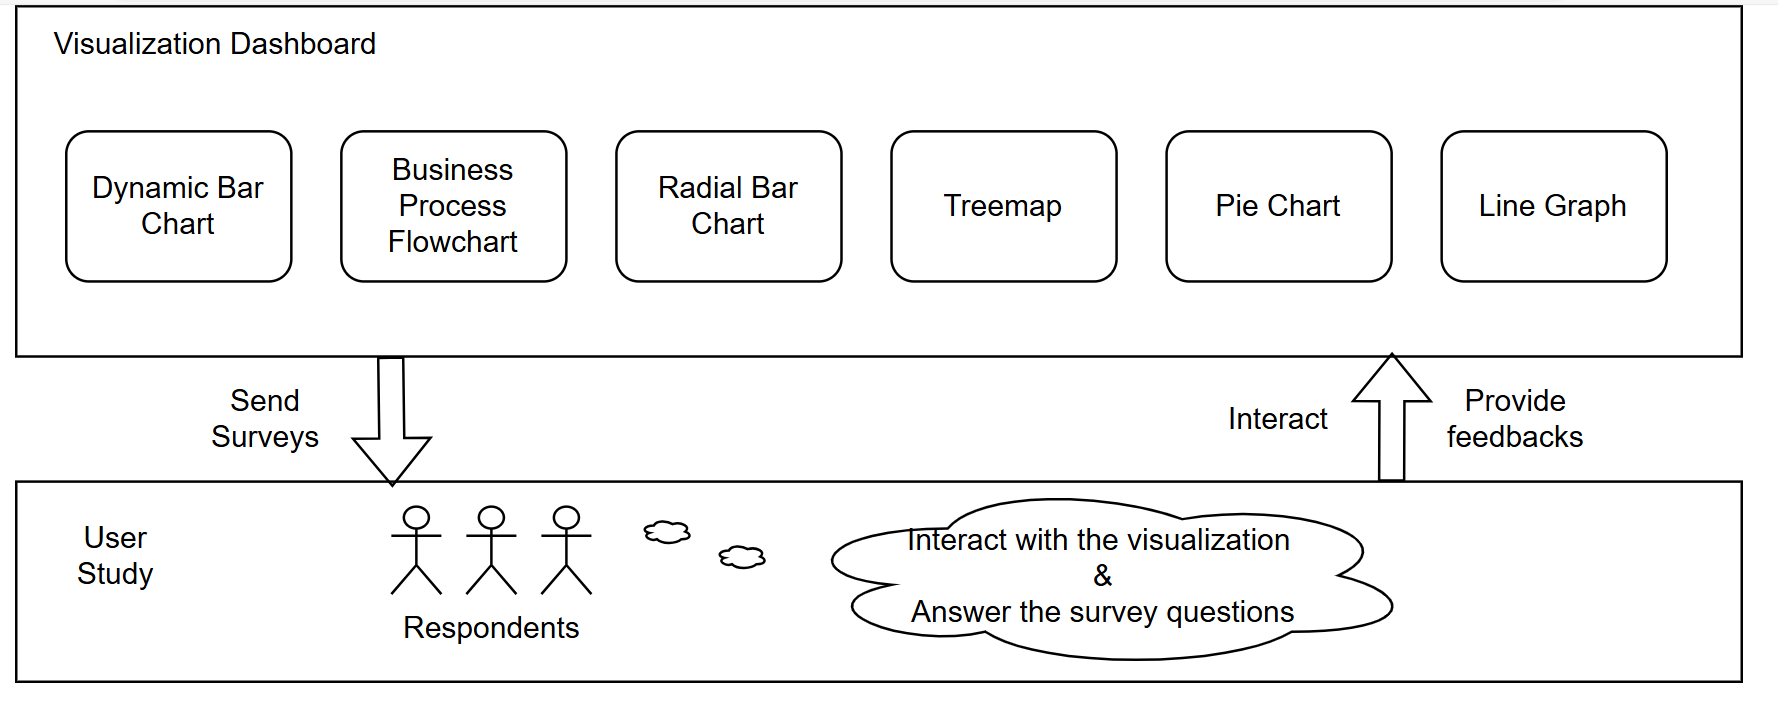 Visualization Dashboard
Dynamic Bar
Chart
Business
Process
Flowchart
Radial Bar
Chart
Treemap
Pie Chart
Line Graph
Send
Surveys
Interact
Provide
feedbacks
User
Study
Respondents
Interact with the visualization
&
Answer the survey questions